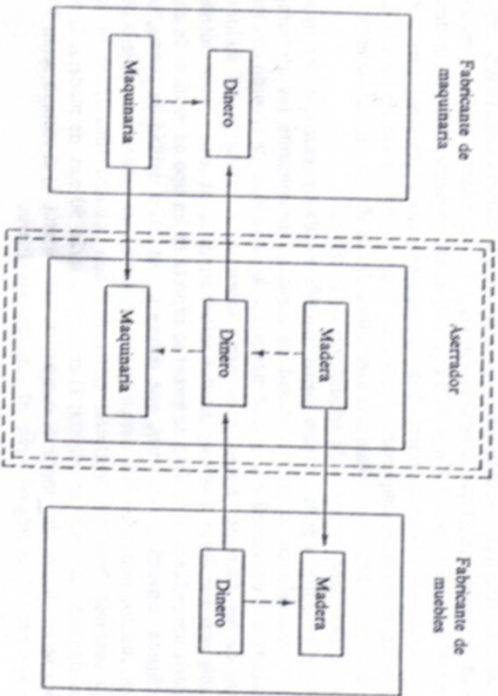 Fabricante de
maquinaria
Dinero
Maquinaria
Aserrador
Madera
Dinero
Maquinaria
Fabricante de
muebles
Madera
Dinero